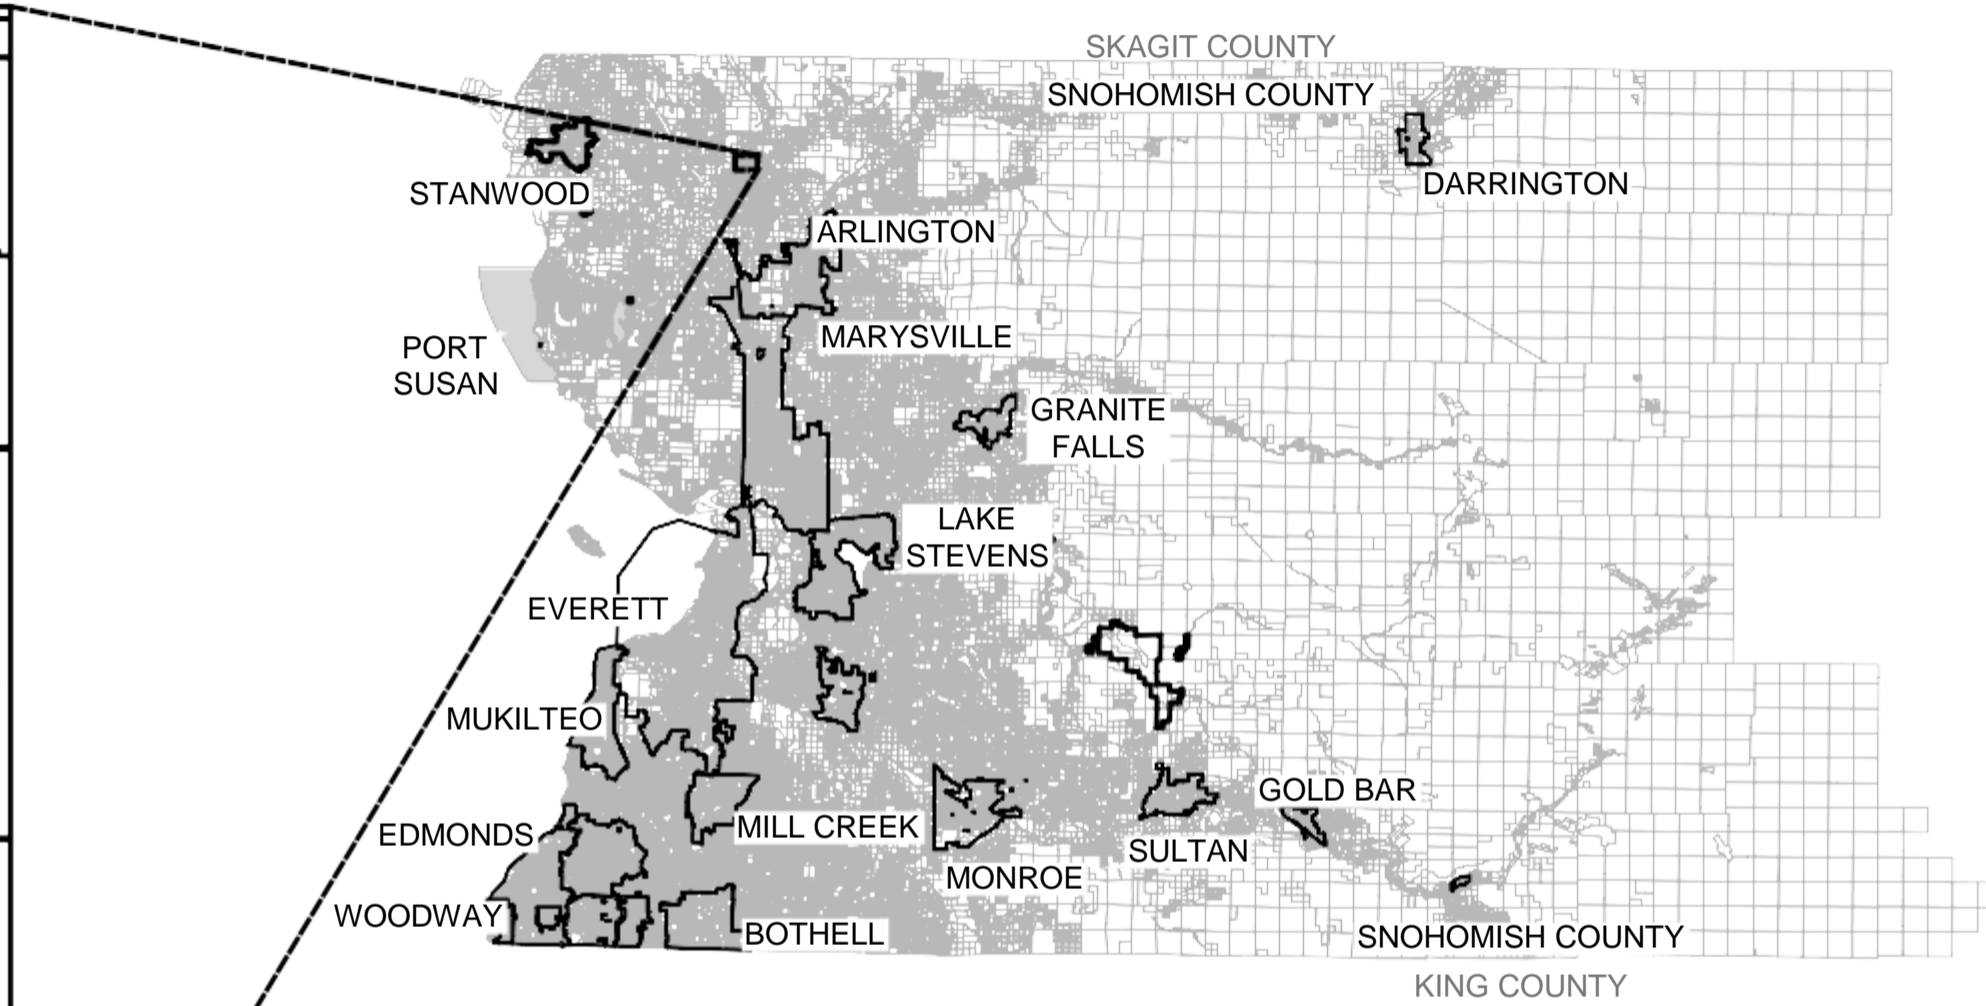 SKAGIT COUNTY
SNOHOMISH COUNTY
STANWOOD
DARRINGTON
ARLINGTON
MARYSVILLE
PORT
SUSAN
GRANITE
FALLS
LAKE
STEVENS
EVERETT
MUKILTEO
GOLD BAR
EDMONDS
MILL CREEK
SULTAN
MONROE
WOODWAY
BOTHELL
SNOHOMISH COUNTY
KING COUNTY